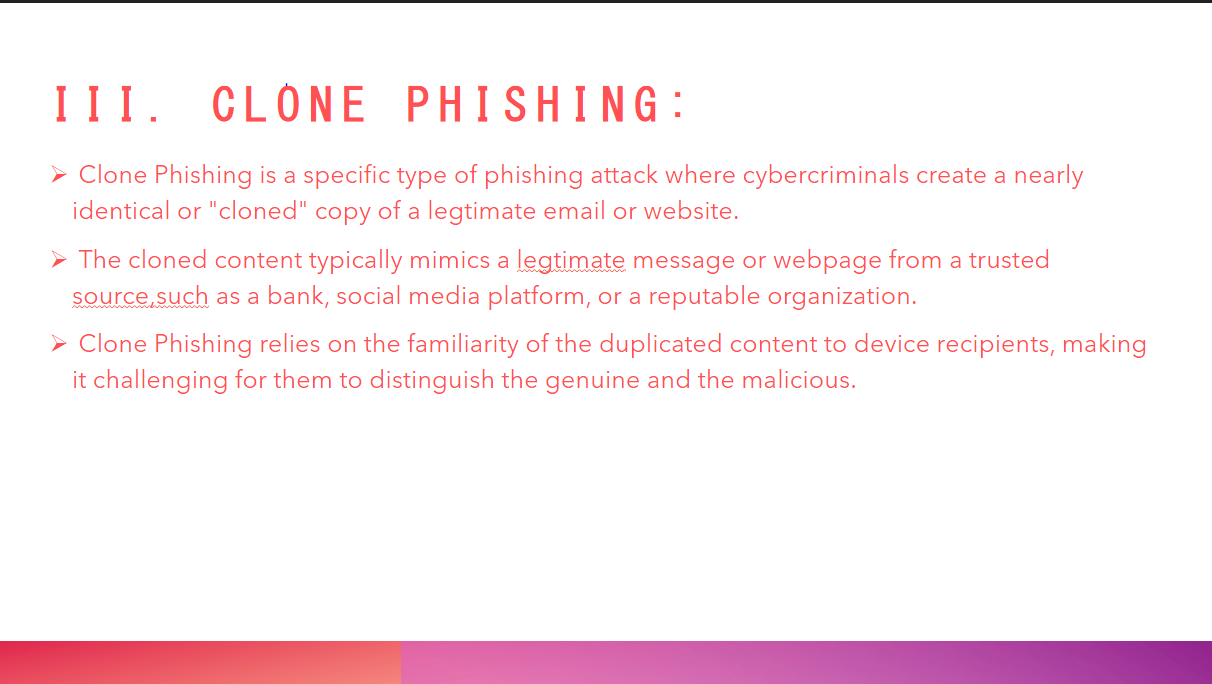 III. CLONE PHISHING:
➢ Clone Phishing is a specific type of phishing attack where cybercriminals create a nearly
identical or "cloned" copy of a legtimate email or website.
➢ The cloned content typically mimics a legtimate message or webpage from a trusted
source,such as a bank, social media platform, or a reputable organization.
➢ Clone Phishing relies on the familiarity of the duplicated content to device recipients, making
it challenging for them to distinguish the genuine and the malicious.